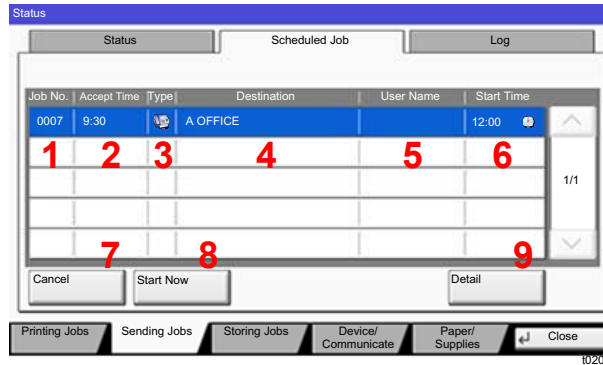 Status
Status Scheduled Job Log
Job No. Accept Time Type Destination User Name Start Time
0007 9:30 A OFFICE 12:00
1 2 3 4 5 6
1/1
7 8 9
Cancel Start Now Detail
Printing Jobs Sending Jobs Storing Jobs Device/
Communicate Paper/
Supplies Close
t020